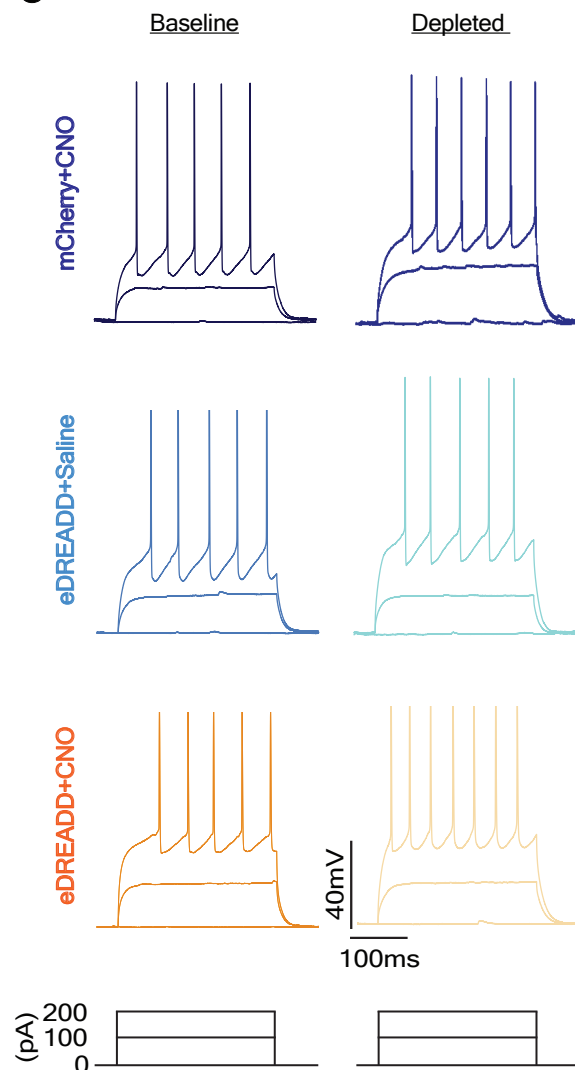 Baseline
Depleted
mCherry+CNO
eDREADD+Saline
eDREADD+CNO
40mV
100ms
200
100
0
(pA)